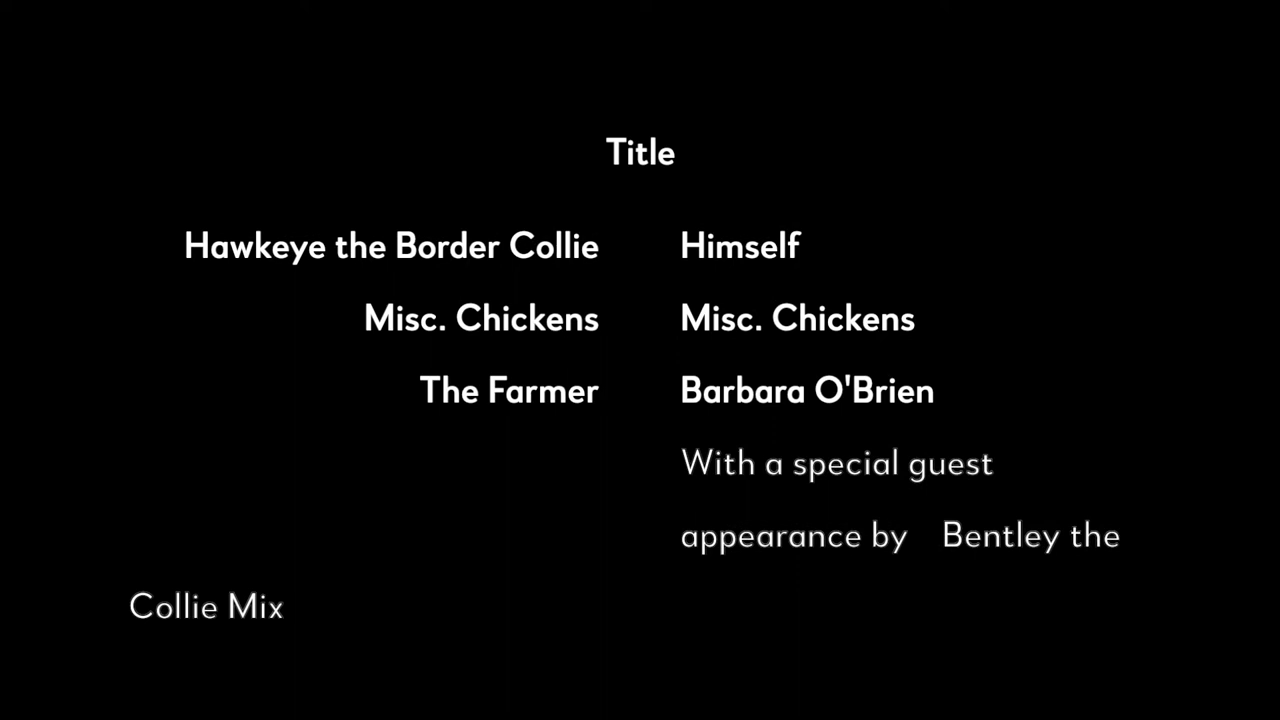 Title
Hawkeye the Border Collie Himself
Misc. Chickens Misc. Chickens
The Farmer Barbara O'Brien
With a special guest
appearance by Bentley the
Collie Mix